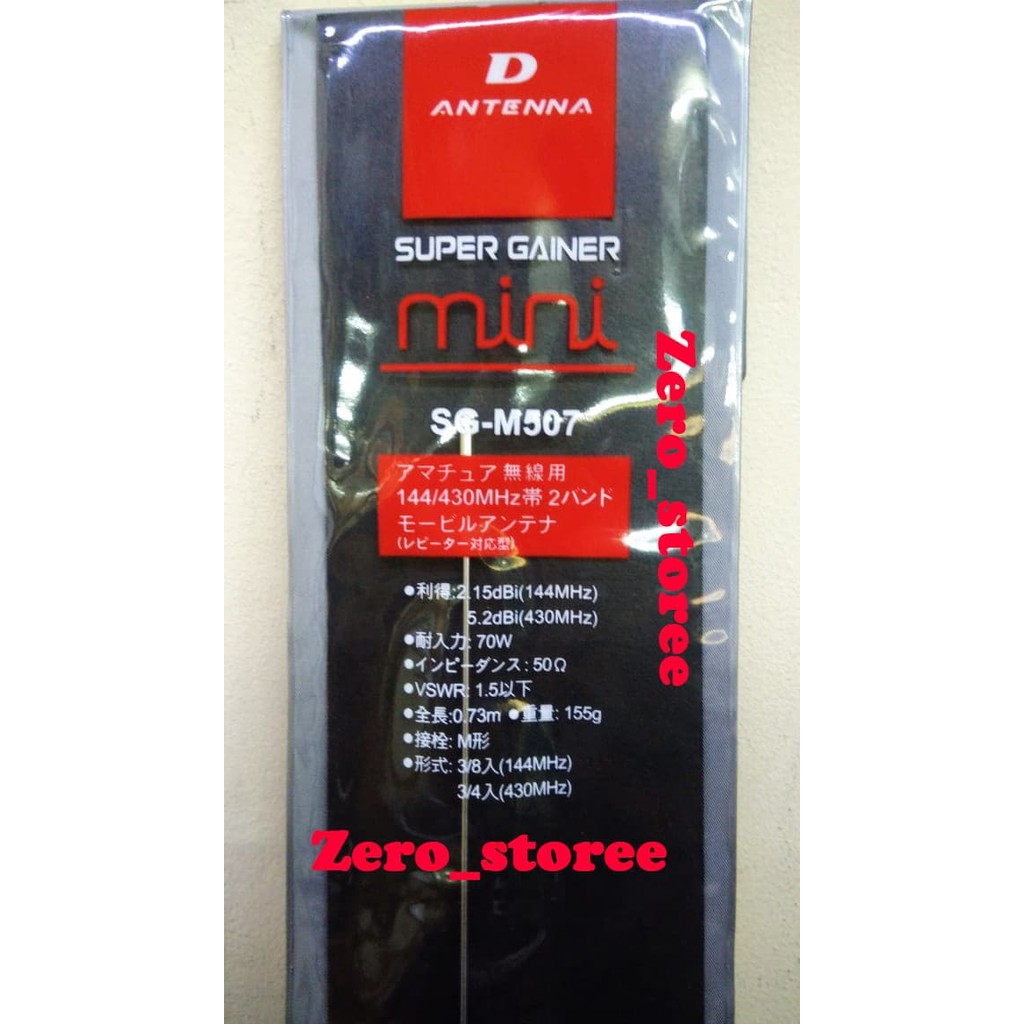 D
ANTENNA
SUPER GAINER
mini
SG-M507
アマチュア無線用
144/430MHz帯 2バンド
モービルアンテナ
(レピーター対応型)
●利得:2.15dBi(144MHz)
5.2dBi(430MHz)
●耐入力: 70W
●インピーダンス: 50Ω
●VSWR: 1.5以下
●全長:0.73m ●重量: 155g
●接栓: M形
●形式: 3/8入(144MHz)
3/4入(430MHz)
Zero_storee
Zero_storee